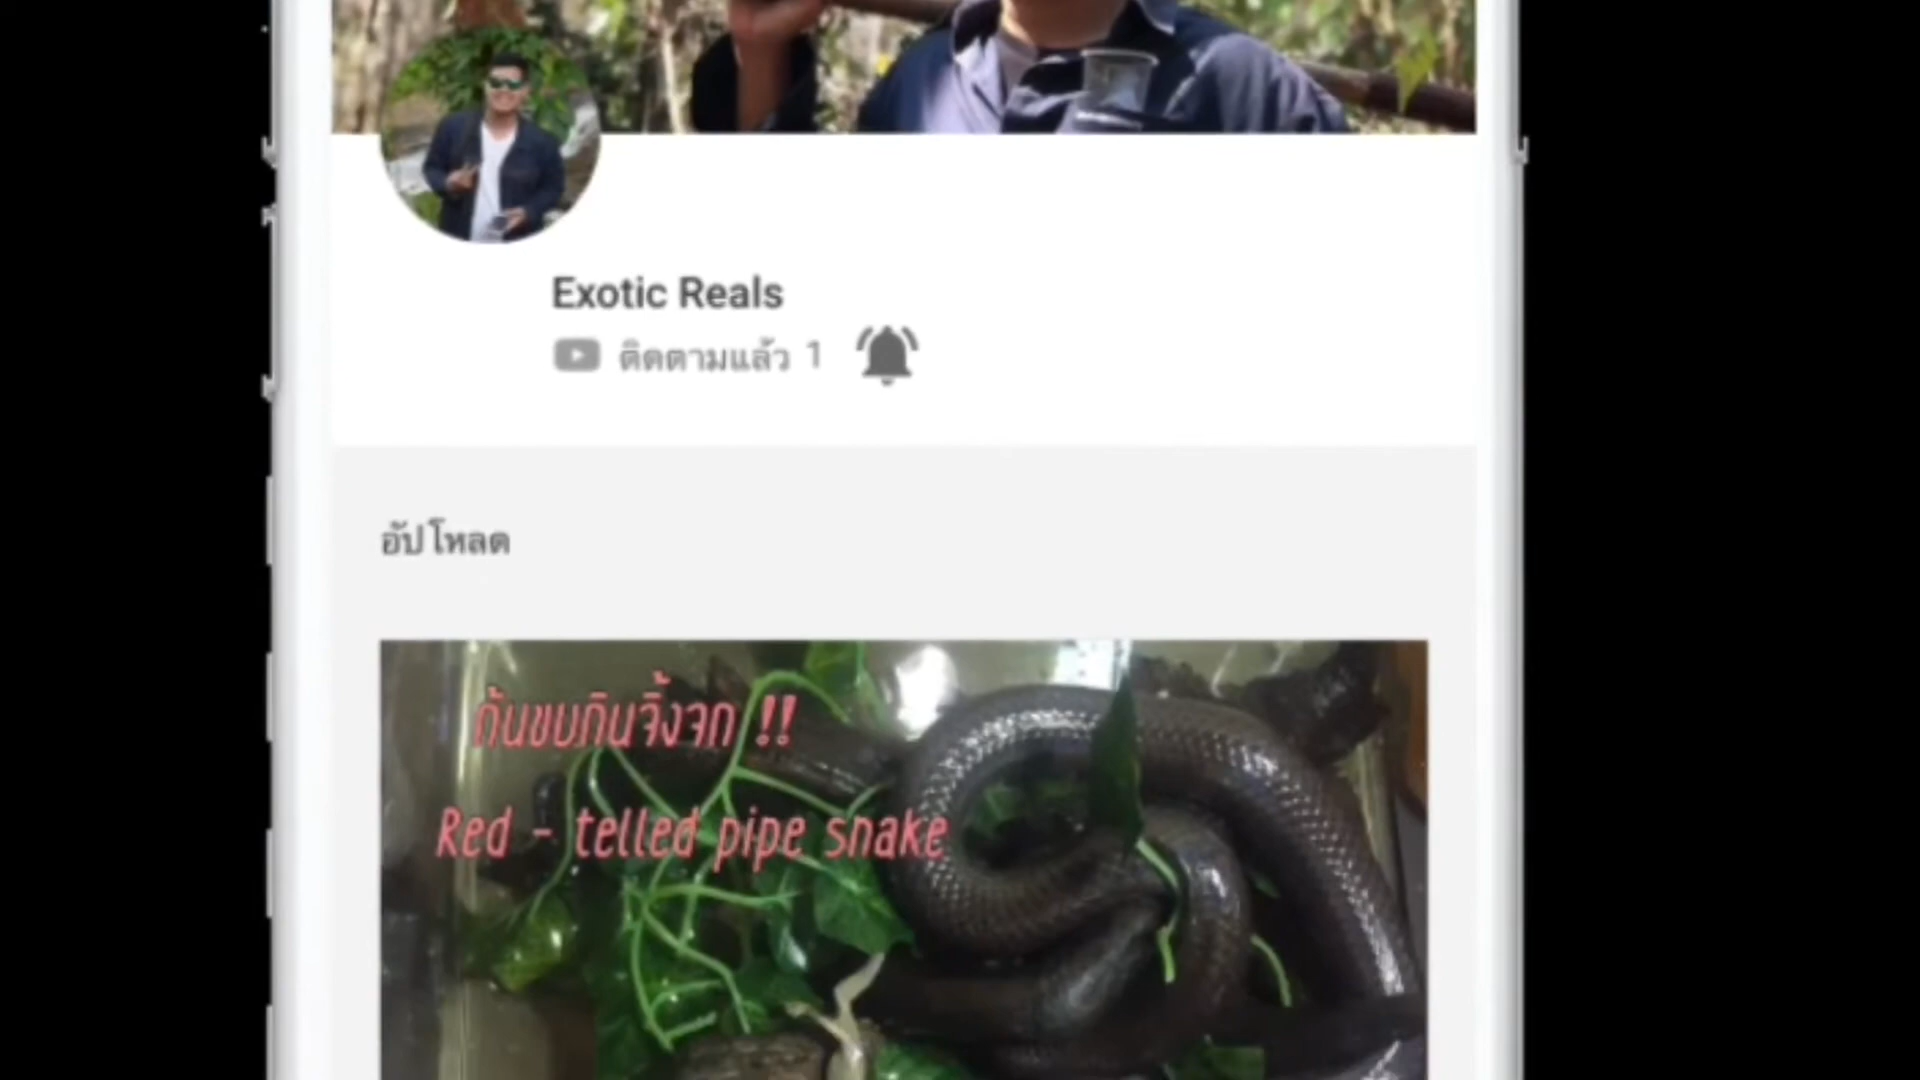 Exotic Reals
ติดตามแล้ว 1
อัปโหลด
ก้นขบกินจิ้งจก !!
Red - telled pipe snake